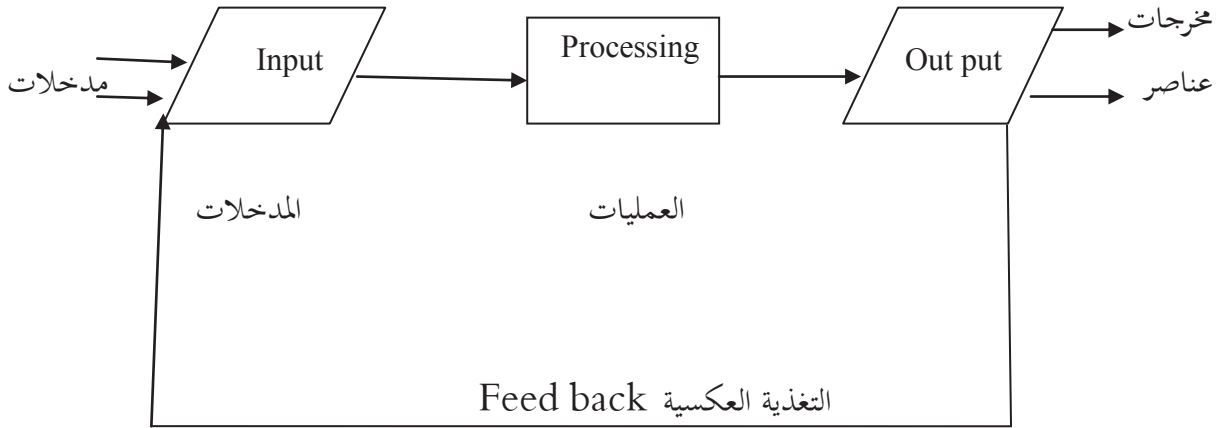 مخرجات
Input
Processing
Out put
مدخلات
عناصر
المدخلات
العمليات
التغذية العكسية Feed back